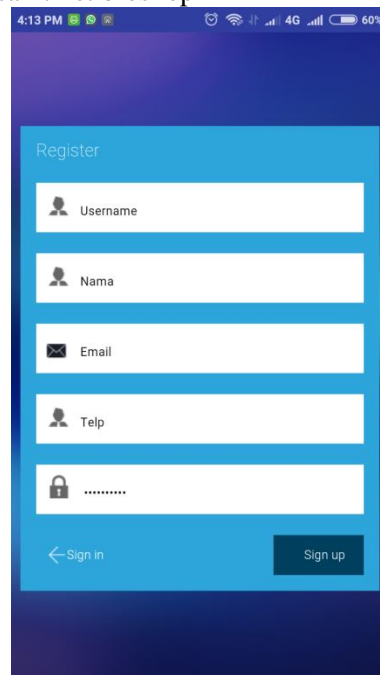 4:13 PM 4G 60%
Register
Username
Nama
Email
Telp
..........
Sign in
Sign up